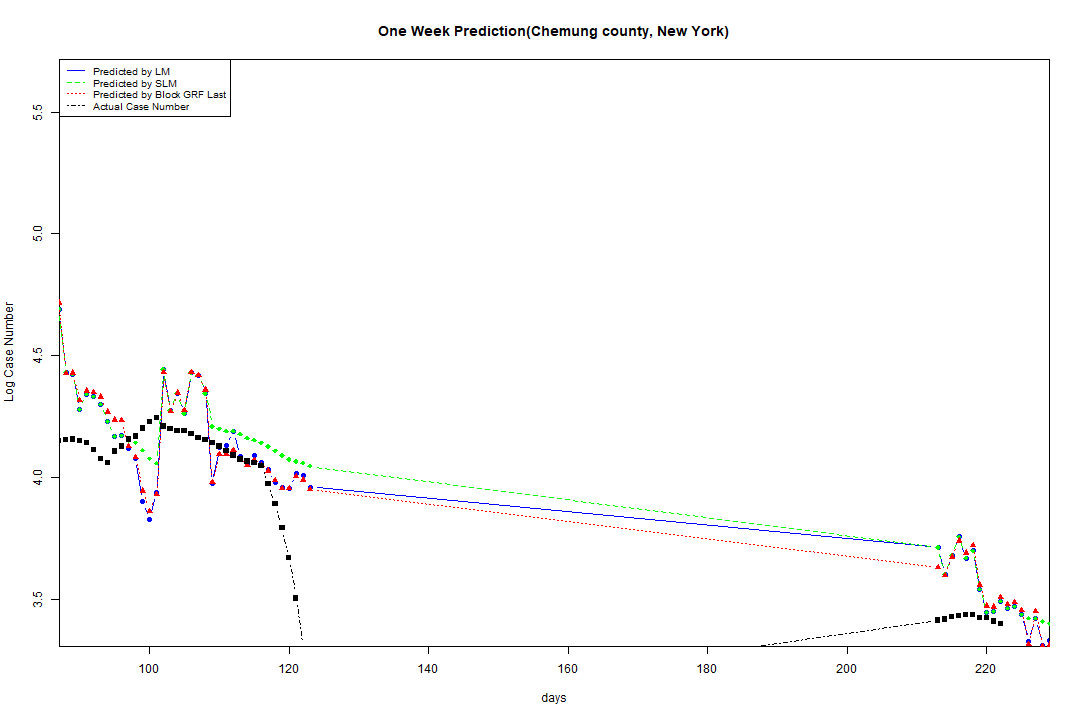 One Week Prediction(Chemung county, New York)
Predicted by LM
Predicted by SLM
Predicted by Block GRF Last
Actual Case Number
Log Case Number
5.5
5.0
4.5
4.0
3.5
100 120 140 160 180 200 220
days